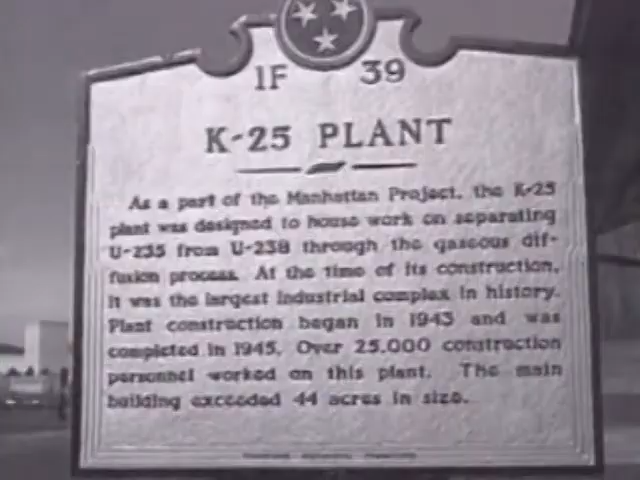 1F 39
K-25 PLANT
As a part of the Manhattan Project, the K-25
plant was designed to house work on separating
U-235 from U-238 through the gaseous dif-
fusion process. At the time of its construction,
it was the largest industrial complex in history.
Plant construction began in 1943 and was
completed in 1945. Over 25,000 construction
personnel worked on this plant. The main
building exceeded 44 acres in size.